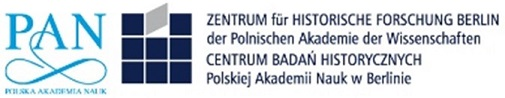 PAN
POLSKA AKADEMIA NAUK
ZENTRUM für HISTORISCHE FORSCHUNG BERLIN
der Polnischen Akademie der Wissenschaften
CENTRUM BADAŃ HISTORYCZNYCH
Polskiej Akademii Nauk w Berlinie